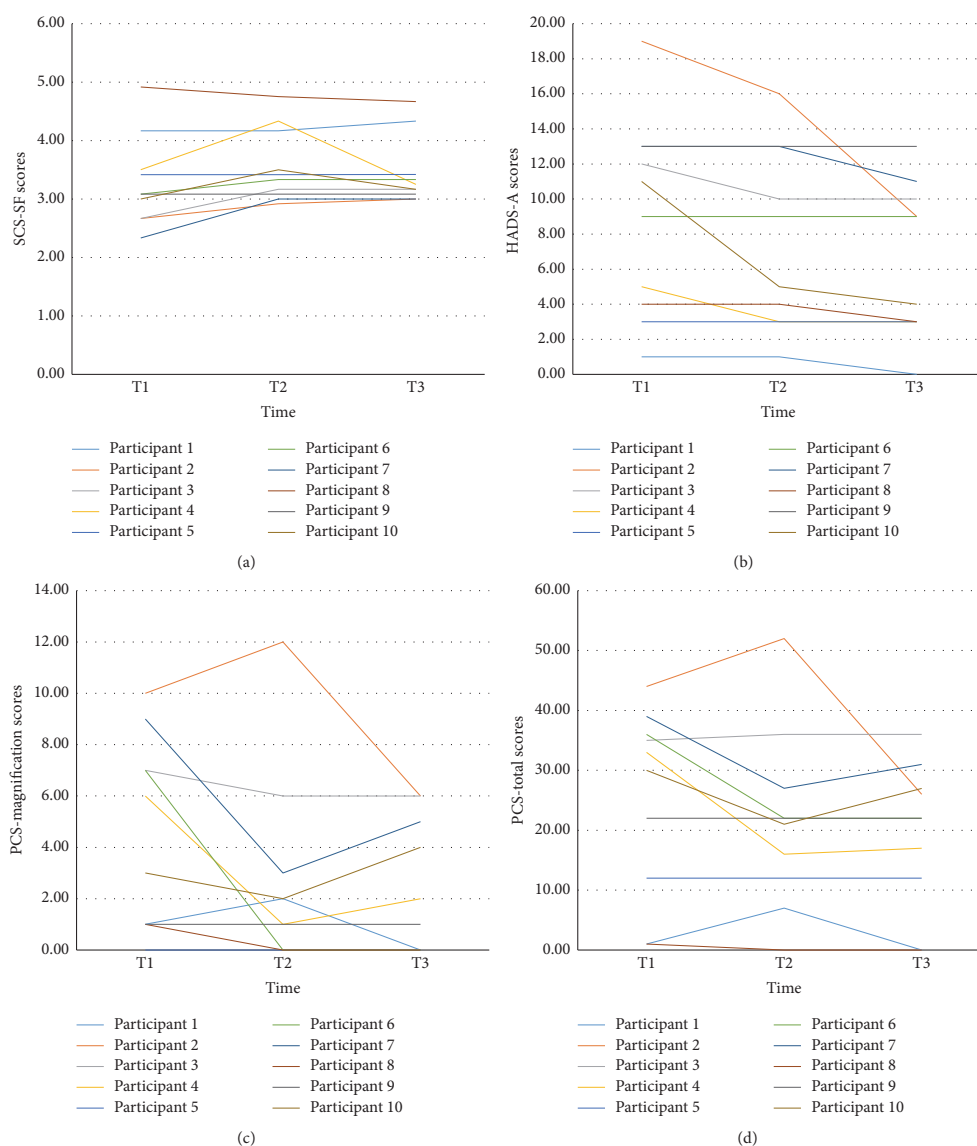 6.00
5.00
4.00
3.00
2.00
1.00
0.00
SCS-SF scores
T1 T2 T3
Time
Participant 1 Participant 6
Participant 2 Participant 7
Participant 3 Participant 8
Participant 4 Participant 9
Participant 5 Participant 10
(a)
20.00
18.00
16.00
14.00
12.00
10.00
8.00
6.00
4.00
2.00
0.00
HADS-A scores
T1 T2 T3
Time
Participant 1 Participant 6
Participant 2 Participant 7
Participant 3 Participant 8
Participant 4 Participant 9
Participant 5 Participant 10
(b)
14.00
12.00
10.00
8.00
6.00
4.00
2.00
0.00
PCS-magnification scores
T1 T2 T3
Time
Participant 1 Participant 6
Participant 2 Participant 7
Participant 3 Participant 8
Participant 4 Participant 9
Participant 5 Participant 10
(c)
60.00
50.00
40.00
30.00
20.00
10.00
0.00
PCS-total scores
T1 T2 T3
Time
Participant 1 Participant 6
Participant 2 Participant 7
Participant 3 Participant 8
Participant 4 Participant 9
Participant 5 Participant 10
(d)